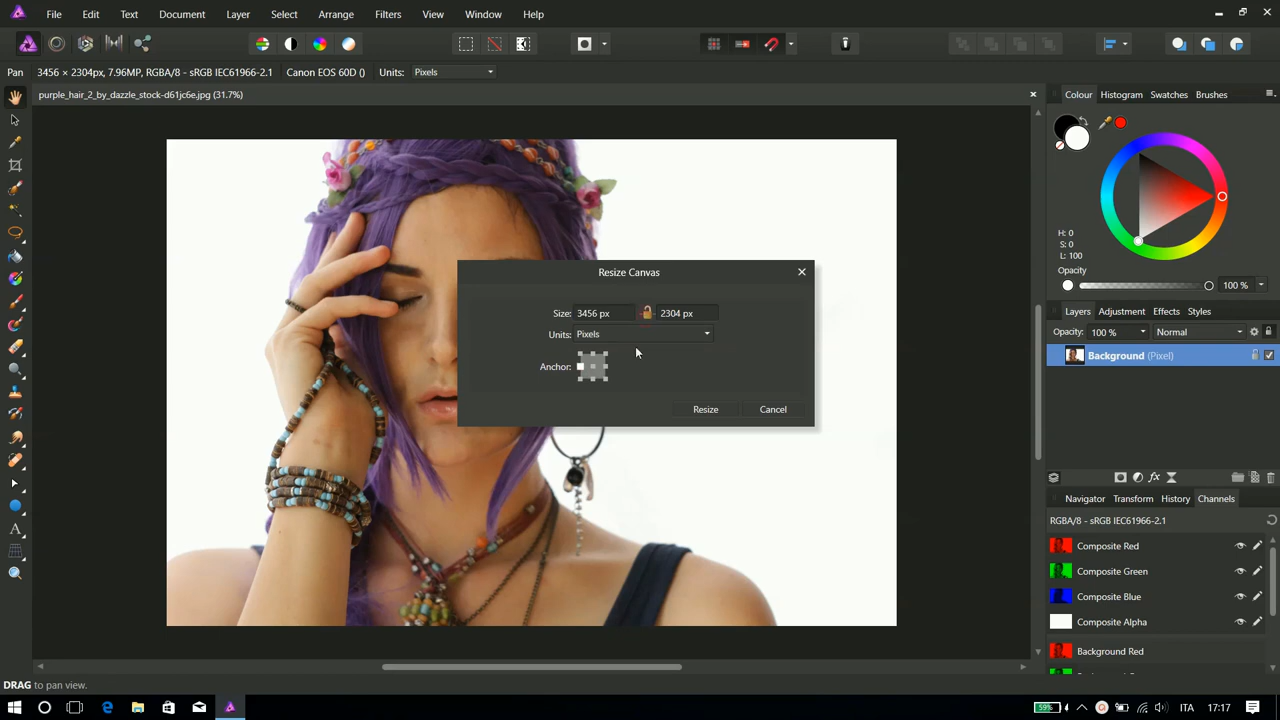 File Edit Text Document Layer Select Arrange Filters View Window Help
Pan 3456 × 2304px, 7.96MP, RGBA/8 - sRGB IEC61966-2.1 Canon EOS 60D () Units: Pixels
purple_hair_2_by_dazzle_stock-d61jc6e.jpg (31.7%)
Colour Histogram Swatches Brushes
H: 0
S: 0
L: 100
Opacity
100 %
Layers Adjustment Effects Styles
Opacity: 100 % Normal
Background (Pixel)
Resize Canvas
Size: 3456 px 2304 px
Units: Pixels
Anchor:
Resize Cancel
Navigator Transform History Channels
RGBA/8 - sRGB IEC61966-2.1
Composite Red
Composite Green
Composite Blue
Composite Alpha
Background Red
DRAG to pan view.
59% ITA 17:17